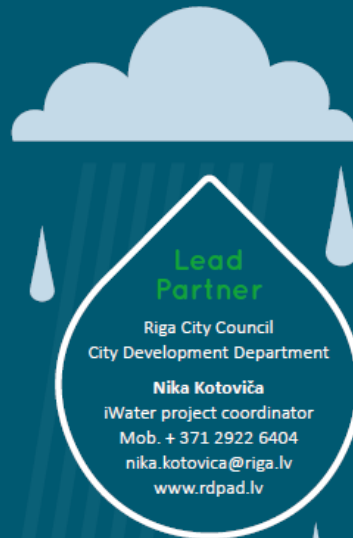 Lead
Partner
Riga City Council
City Development Department
Nika Kotoviča
iWater project coordinator
Mob. + 371 2922 6404
nika.kotovica@riga.lv
www.rdpad.lv